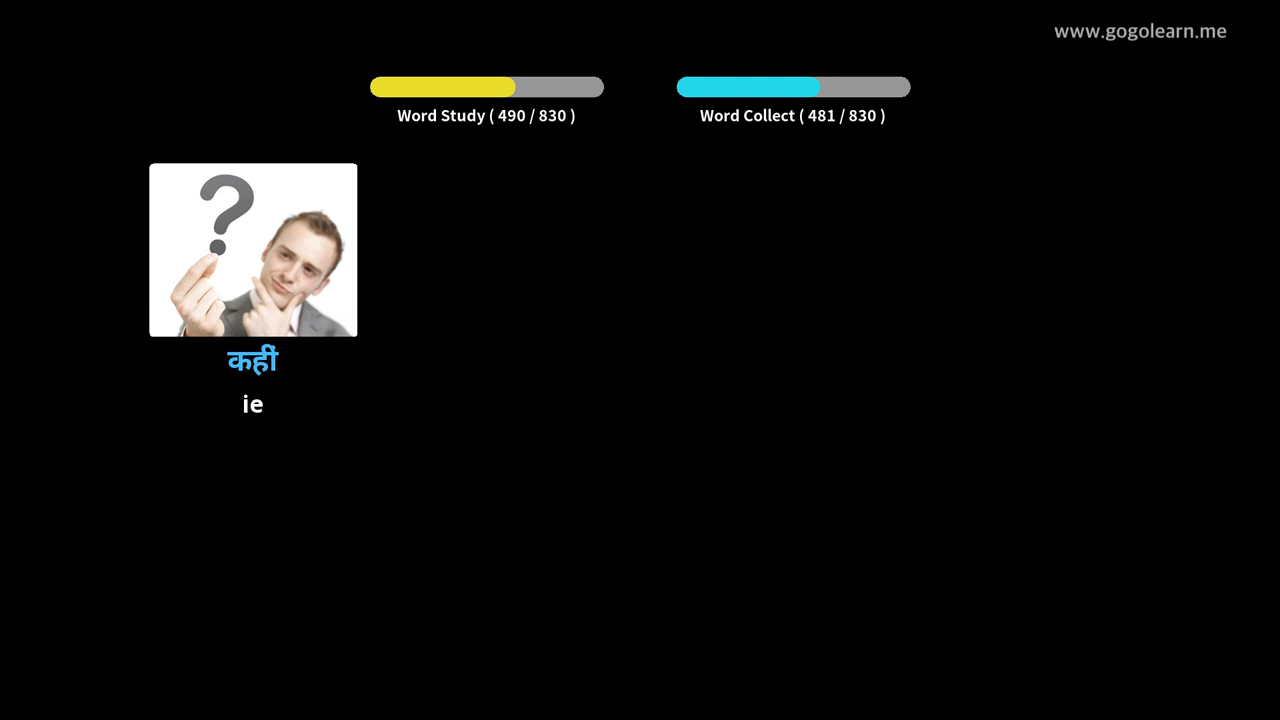 www.gogolearn.me
Word Study ( 490 / 830 )
Word Collect ( 481 / 830 )
?
कहीं
ie